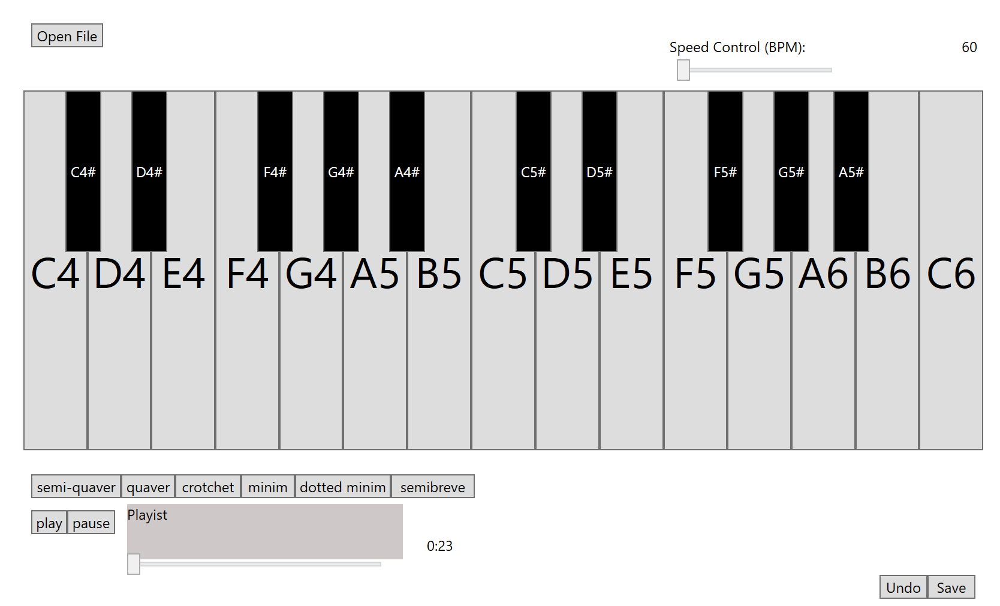 Open File
Speed Control (BPM): 60
C4# D4# F4# G4# A4# C5# D5# F5# G5# A5#
C4 D4 E4 F4 G4 A5 B5 C5 D5 E5 F5 G5 A6 B6 C6
semi-quaver quaver crotchet minim dotted minim semibreve
play pause Playist
0:23
Undo Save